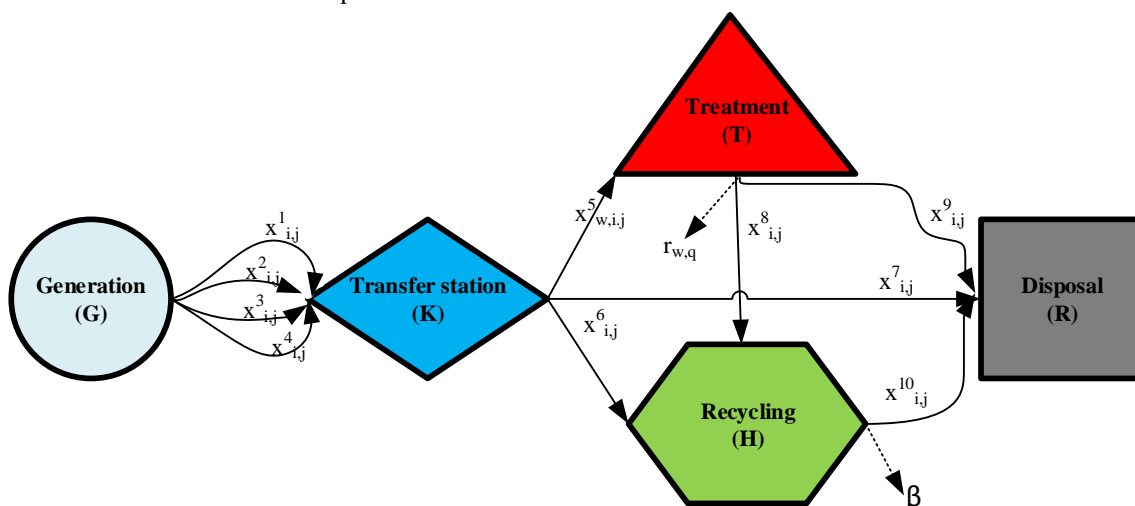 Treatment
(T)
x⁵w,i.j
rw,q
x⁸i,j
x⁹i,j
Generation
(G)
x¹i,j
x²i,j
x³i,j
x⁴i,j
Transfer station
(K)
x⁷i,j
x⁶i,j
Disposal
(R)
Recycling
(H)
x¹⁰i,j
β